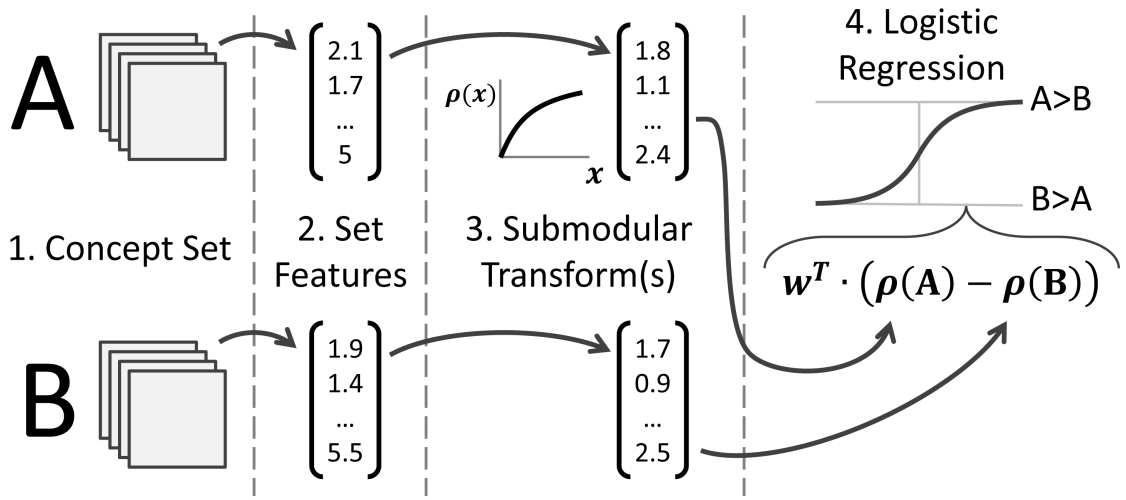 A
2.1
1.7
...
5
ρ(x)
x
1.8
1.1
...
2.4
4. Logistic
Regression
A>B
B>A
1. Concept Set
2. Set
Features
3. Submodular
Transform(s)
w^T · (ρ(A) − ρ(B))
B
1.9
1.4
...
5.5
1.7
0.9
...
2.5